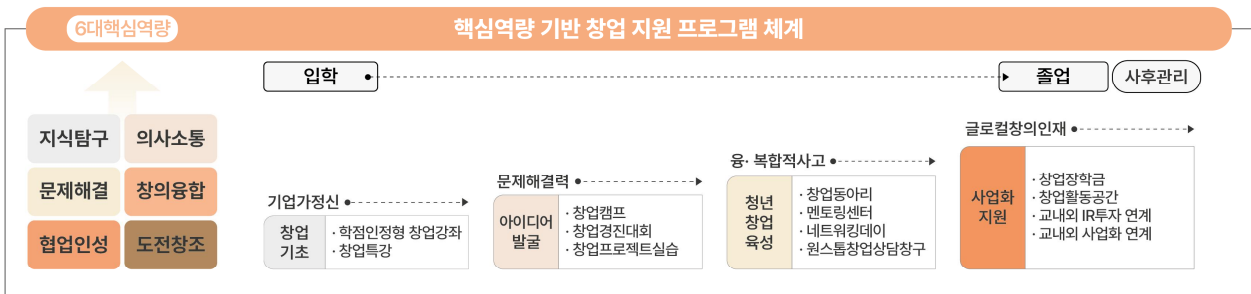 6대핵심역량
핵심역량 기반 창업 지원 프로그램 체계
입학
졸업
사후관리
지식탐구
의사소통
문제해결
창의융합
협업인성
도전창조
기업가정신
창업
기초
· 학점인정형 창업강좌
· 창업특강
문제해결력
아이디어
발굴
· 창업캠프
· 창업경진대회
· 창업프로젝트실습
융· 복합적사고
청년
창업
육성
· 창업동아리
· 멘토링센터
· 네트워킹데이
· 원스톱창업상담창구
글로컬창의인재
사업화
지원
· 창업장학금
· 창업활동공간
· 교내외 IR투자 연계
· 교내외 사업화 연계